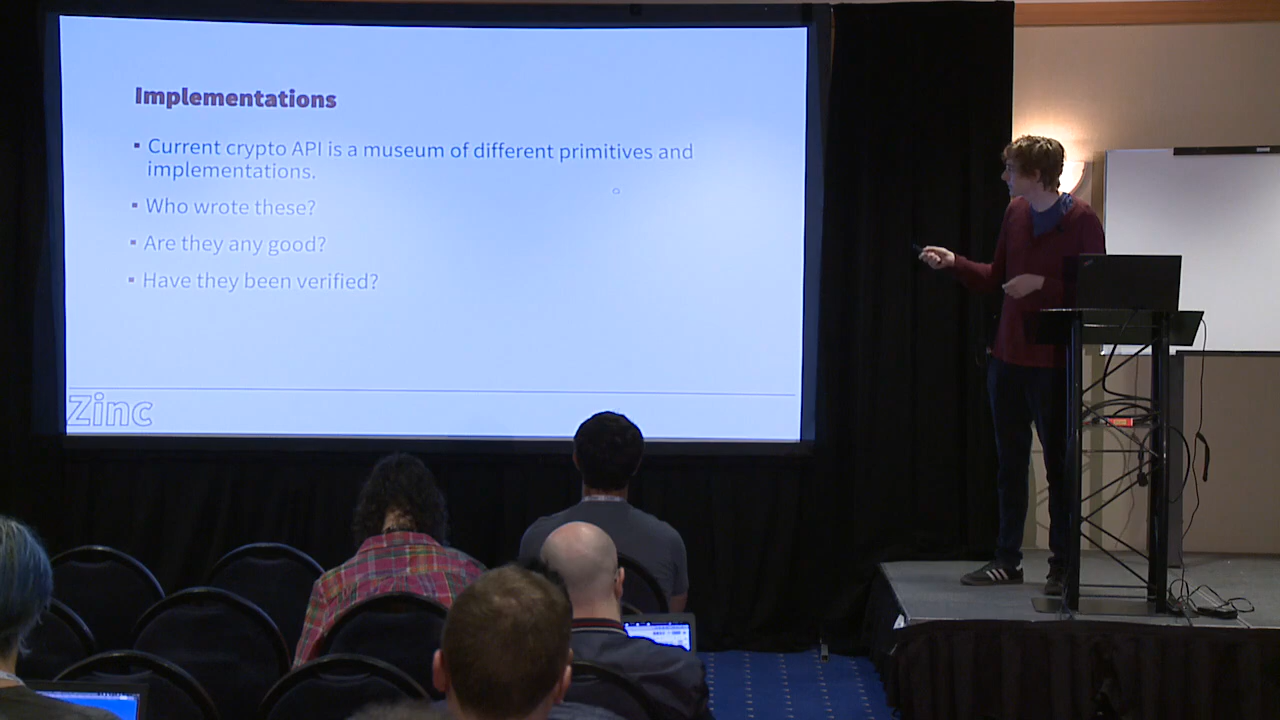 Implementations
▪ Current crypto API is a museum of different primitives and
implementations.
▪ Who wrote these?
▪ Are they any good?
▪ Have they been verified?
Zinc